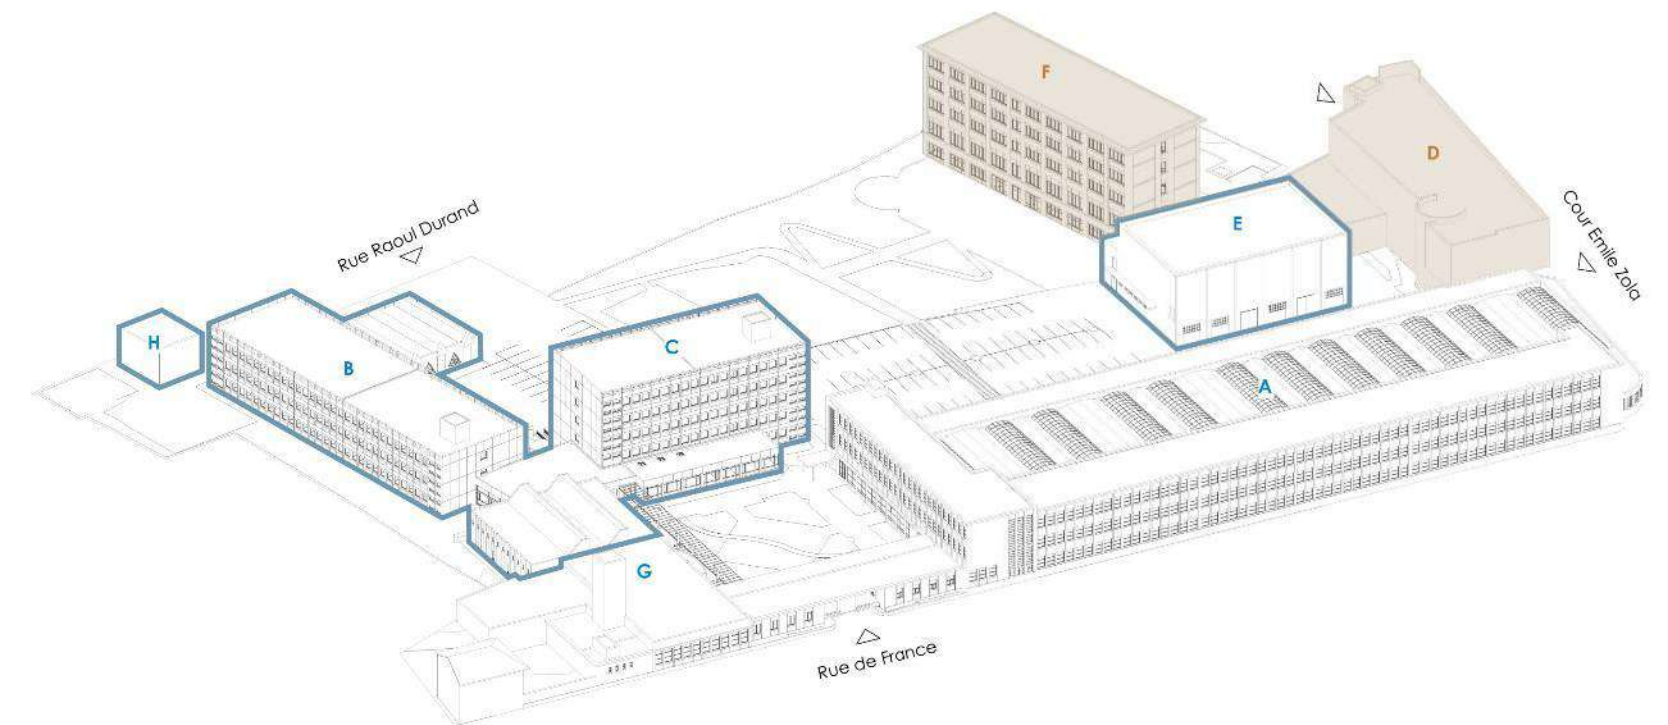 F
D
E
Cour Emile Zola
Rue Raoul Durand
H
B
C
A
G
Rue de France